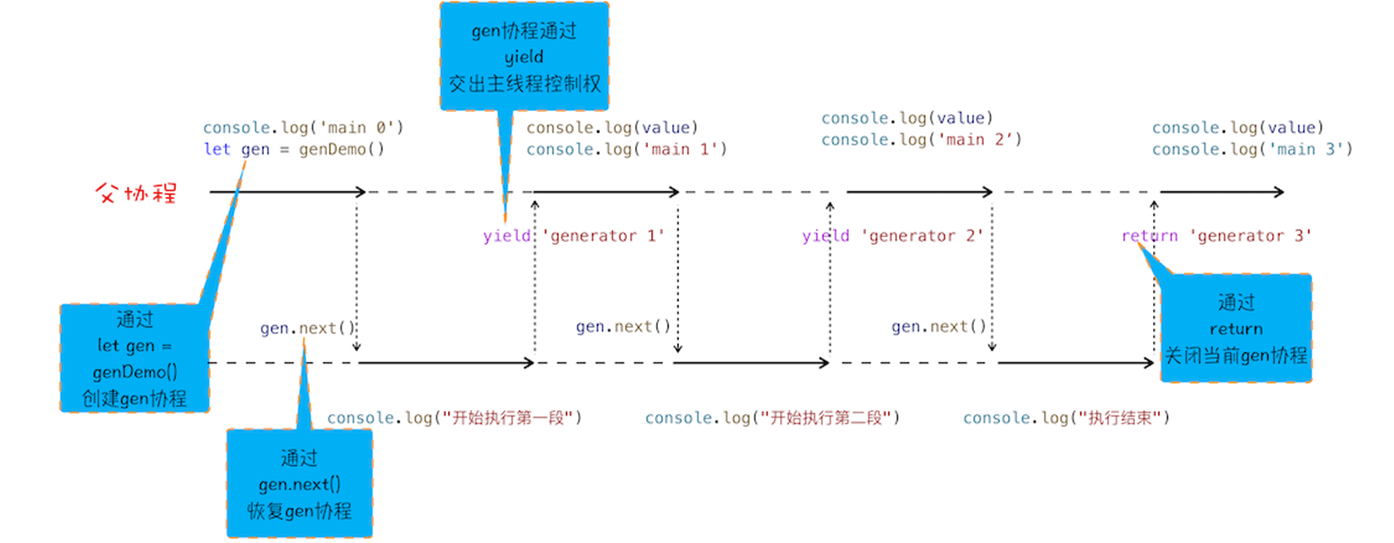 gen协程通过
yield
交出主线程控制权
console.log('main 0')
let gen = genDemo()
console.log(value)
console.log('main 1')
console.log(value)
console.log('main 2')
console.log(value)
console.log('main 3')
父协程
yield 'generator 1'
yield 'generator 2'
return 'generator 3'
通过
let gen =
genDemo()
创建gen协程
gen.next()
gen.next()
gen.next()
通过
return
关闭当前gen协程
console.log("开始执行第一段")
console.log("开始执行第二段")
console.log("执行结束")
通过
gen.next()
恢复gen协程